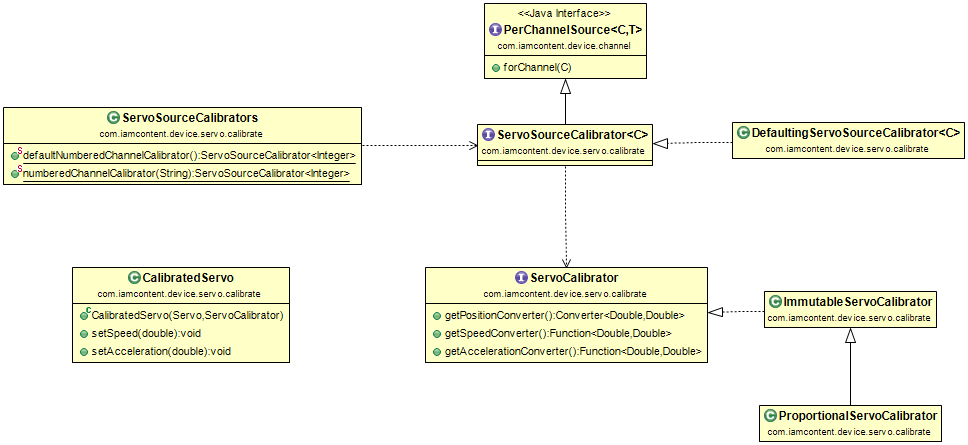 <<Java Interface>>
PerChannelSource<C,T>
com.iamcontent.device.channel
forChannel(C)
ServoSourceCalibrators
com.iamcontent.device.servo.calibrate
defaultNumberedChannelCalibrator():ServoSourceCalibrator<Integer>
numberedChannelCalibrator(String):ServoSourceCalibrator<Integer>
ServoSourceCalibrator<C>
com.iamcontent.device.servo.calibrate
DefaultingServoSourceCalibrator<C>
com.iamcontent.device.servo.calibrate
CalibratedServo
com.iamcontent.device.servo.calibrate
CalibratedServo(Servo,ServoCalibrator)
setSpeed(double):void
setAcceleration(double):void
ServoCalibrator
com.iamcontent.device.servo.calibrate
getPositionConverter():Converter<Double,Double>
getSpeedConverter():Function<Double,Double>
getAccelerationConverter():Function<Double,Double>
ImmutableServoCalibrator
com.iamcontent.device.servo.calibrate
ProportionalServoCalibrator
com.iamcontent.device.servo.calibrate